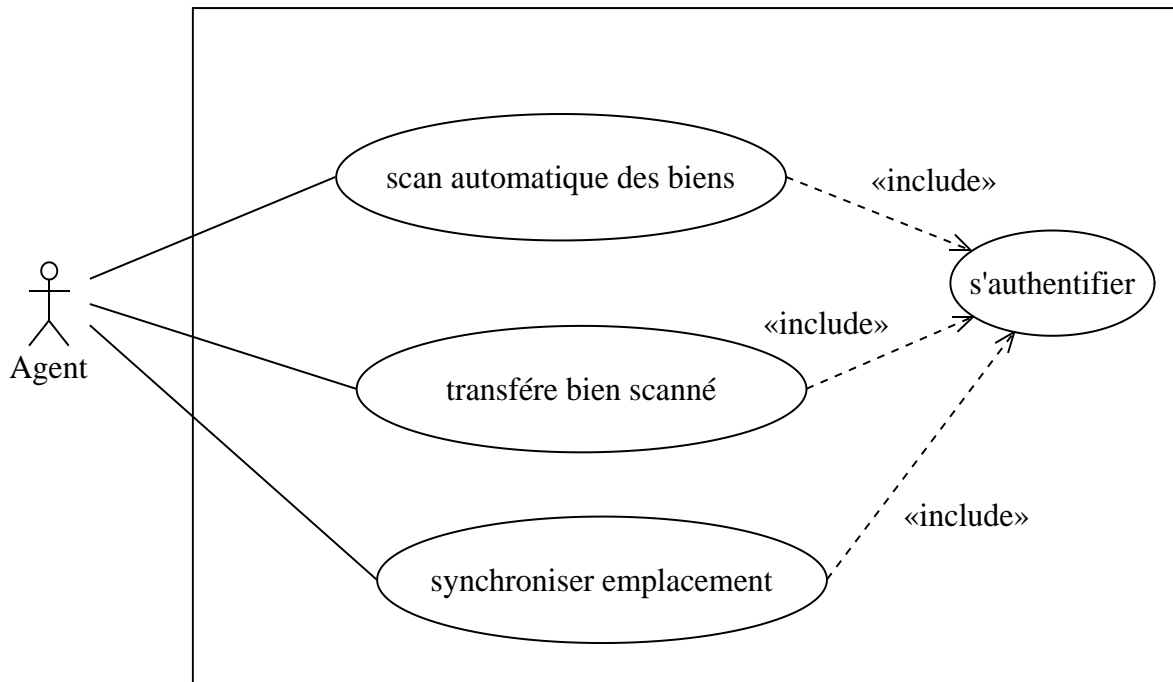 scan automatique des biens
«include»
s'authentifier
«include»
Agent
transfére bien scanné
«include»
synchroniser emplacement